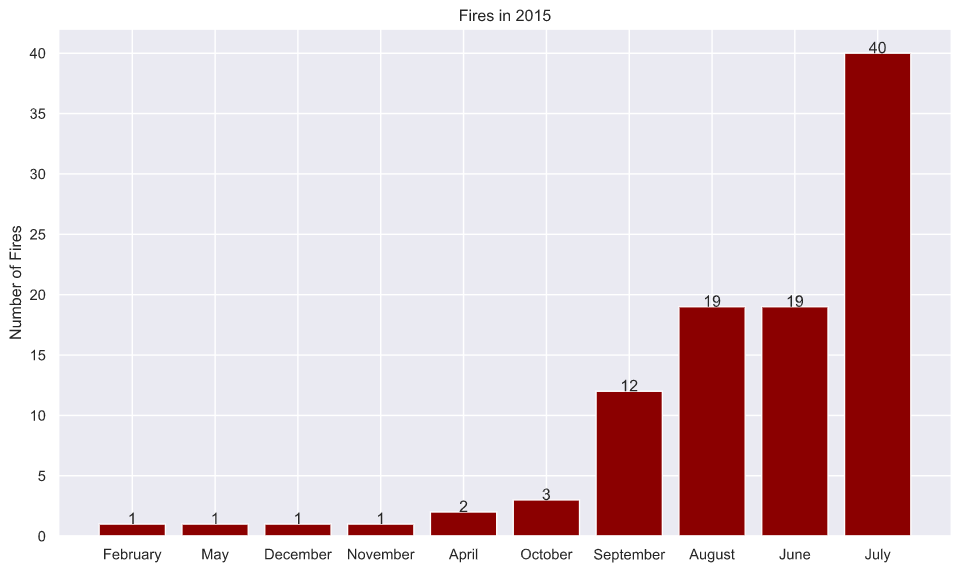 Fires in 2015
Number of Fires
40
35
30
25
20
15
10
5
0
1 1 1 1 2 3 12 19 19 40
February May December November April October September August June July